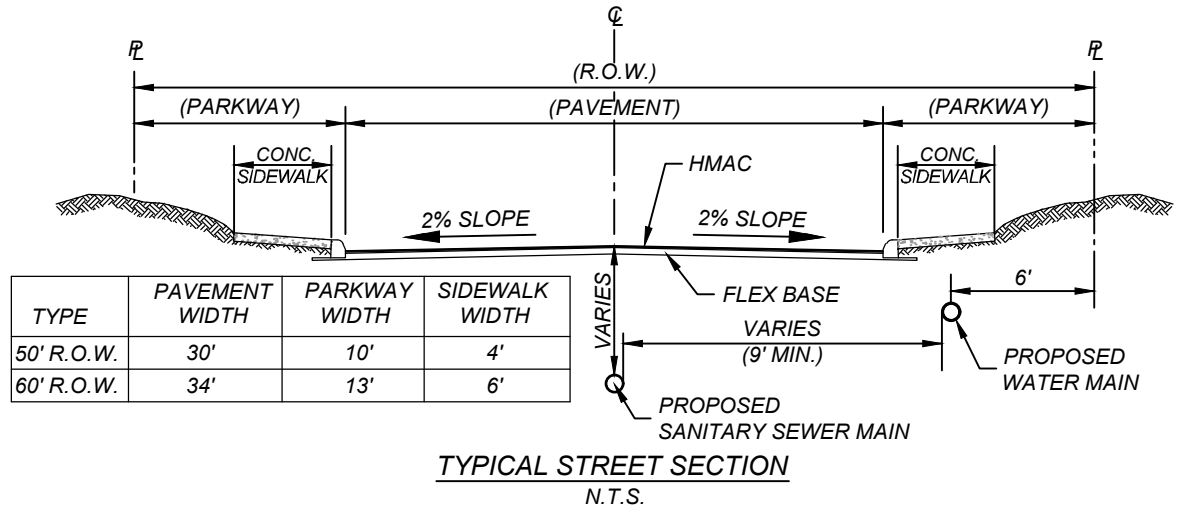 ℄
⅊
⅊
(R.O.W.)
(PARKWAY)
(PAVEMENT)
(PARKWAY)
CONC.
SIDEWALK
HMAC
CONC.
SIDEWALK
2% SLOPE
2% SLOPE
TYPE PAVEMENT WIDTH PARKWAY WIDTH SIDEWALK WIDTH
50' R.O.W. 30' 10' 4'
60' R.O.W. 34' 13' 6'
VARIES
FLEX BASE
6'
VARIES
(9' MIN.)
PROPOSED
WATER MAIN
PROPOSED
SANITARY SEWER MAIN
TYPICAL STREET SECTION
N.T.S.